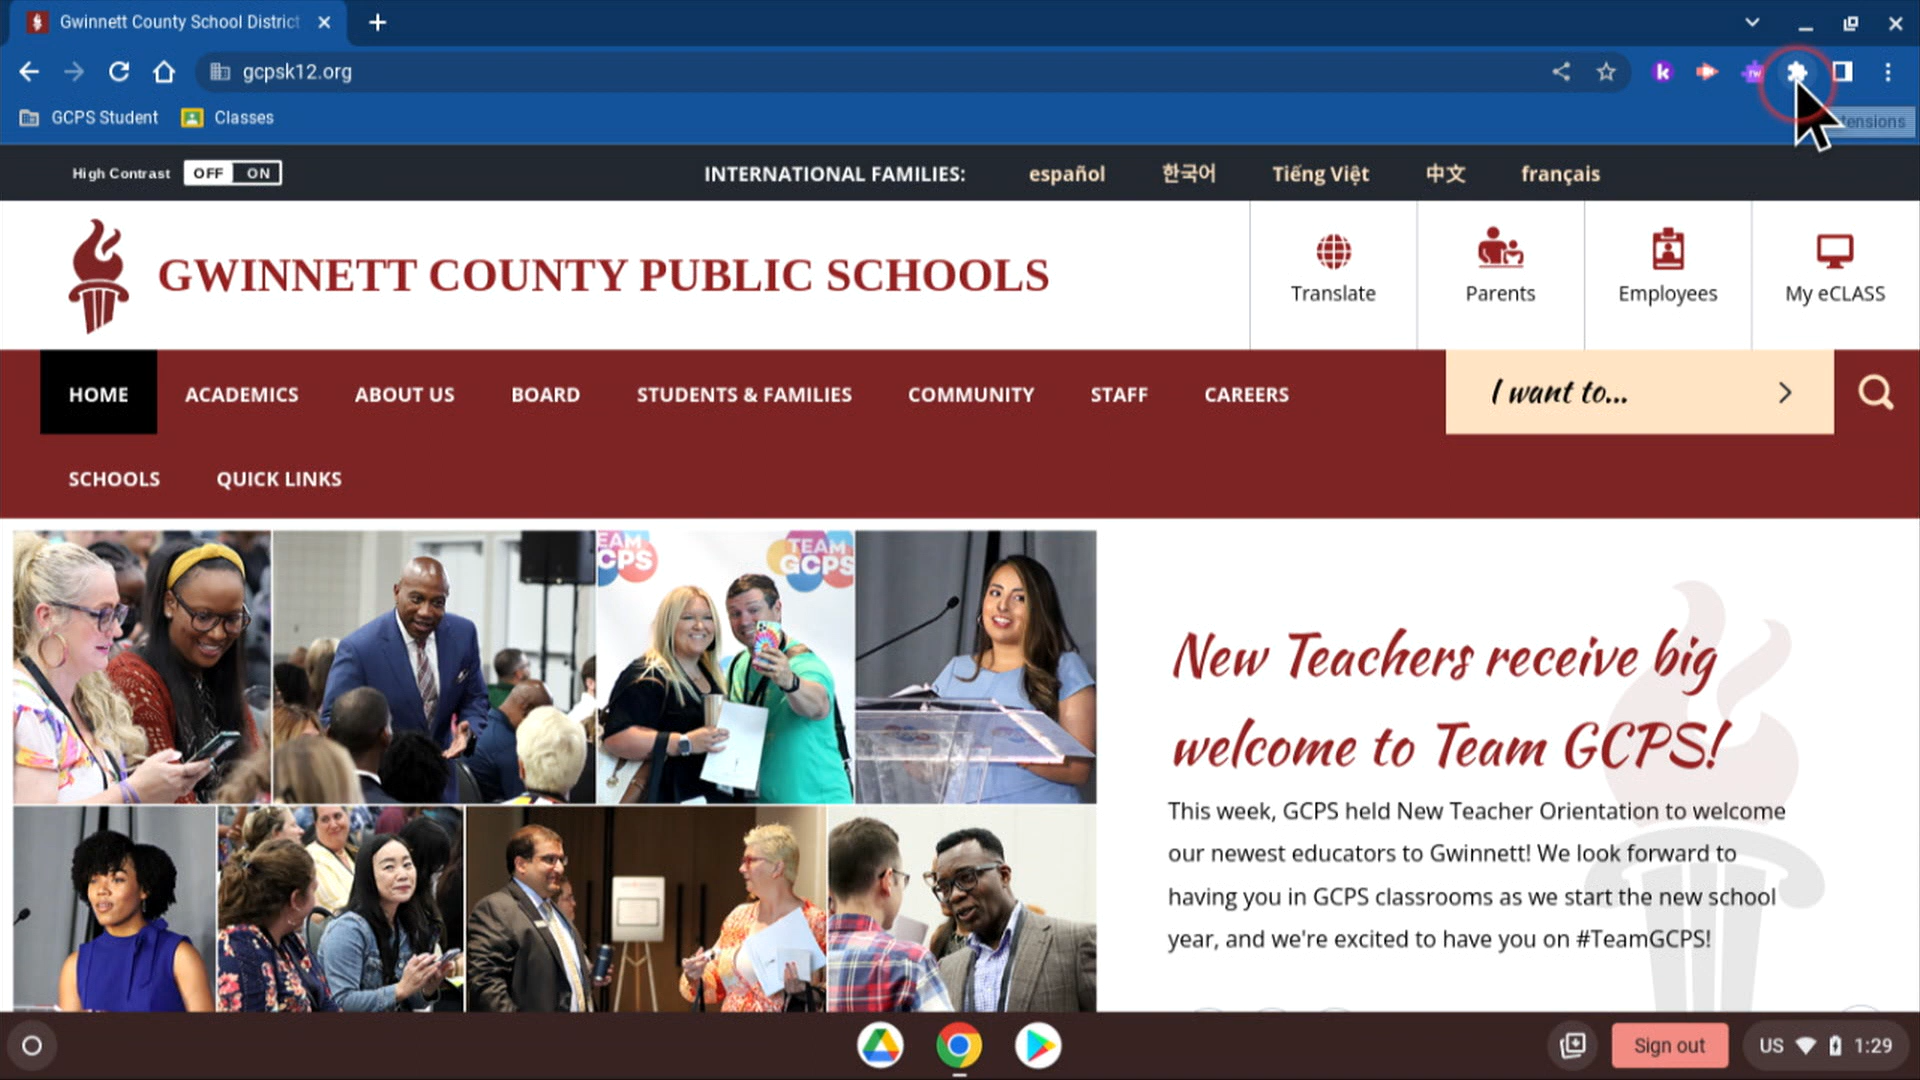 Gwinnett County School District
gcpsk12.org
k
rw
GCPS Student
Classes
tensions
High Contrast
OFF ON
INTERNATIONAL FAMILIES:
español
한국어
Tiếng Việt
中文
français
GWINNETT COUNTY PUBLIC SCHOOLS
Translate
Parents
Employees
My eCLASS
HOME
ACADEMICS
ABOUT US
BOARD
STUDENTS & FAMILIES
COMMUNITY
STAFF
CAREERS
I want to...
SCHOOLS
QUICK LINKS
EAM
CPS
TEAM
GCPS
New Teachers receive big
welcome to Team GCPS!
This week, GCPS held New Teacher Orientation to welcome
our newest educators to Gwinnett! We look forward to
having you in GCPS classrooms as we start the new school
year, and we're excited to have you on #TeamGCPS!
Sign out
US
1:29